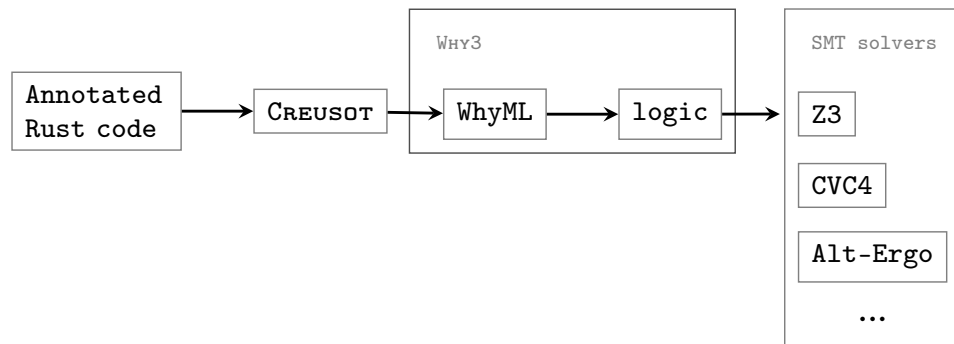 Annotated
Rust code
CREUSOT
WHY3
WhyML
logic
SMT solvers
Z3
CVC4
Alt-Ergo
...